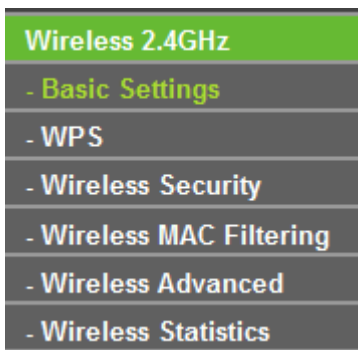 Wireless 2.4GHz
- Basic Settings
- WPS
- Wireless Security
- Wireless MAC Filtering
- Wireless Advanced
- Wireless Statistics